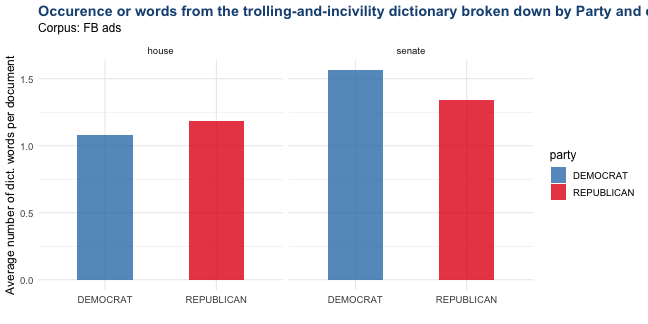 Occurence or words from the trolling-and-incivility dictionary broken down by Party and
Corpus: FB ads
house
senate
Average number of dict. words per document
1.5
1.0
0.5
0.0
DEMOCRAT
REPUBLICAN
DEMOCRAT
REPUBLICAN
party
DEMOCRAT
REPUBLICAN